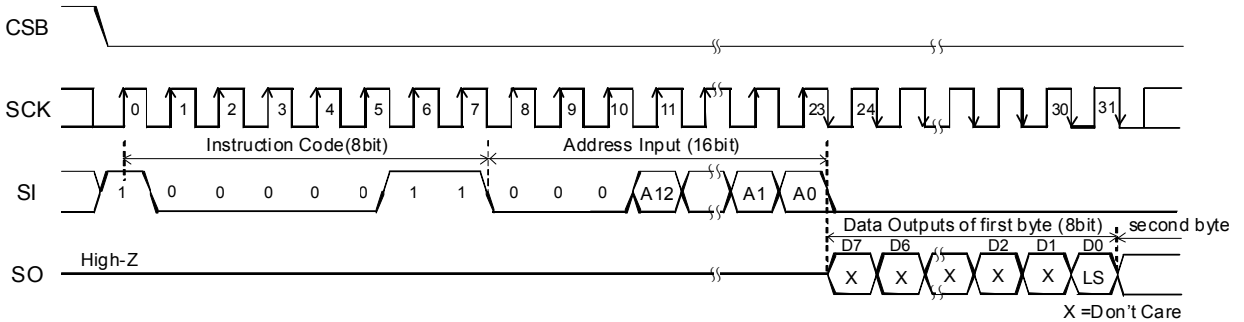 CSB
SCK 0 1 2 3 4 5 6 7 8 9 10 11 23 24 30 31
Instruction Code(8bit) Address Input (16bit)
SI 1 0 0 0 0 0 1 1 0 0 0 A12 A1 A0
Data Outputs of first byte (8bit) second byte
High-Z D7 D6 D2 D1 D0
SO X X X X X LS
X =Don't Care